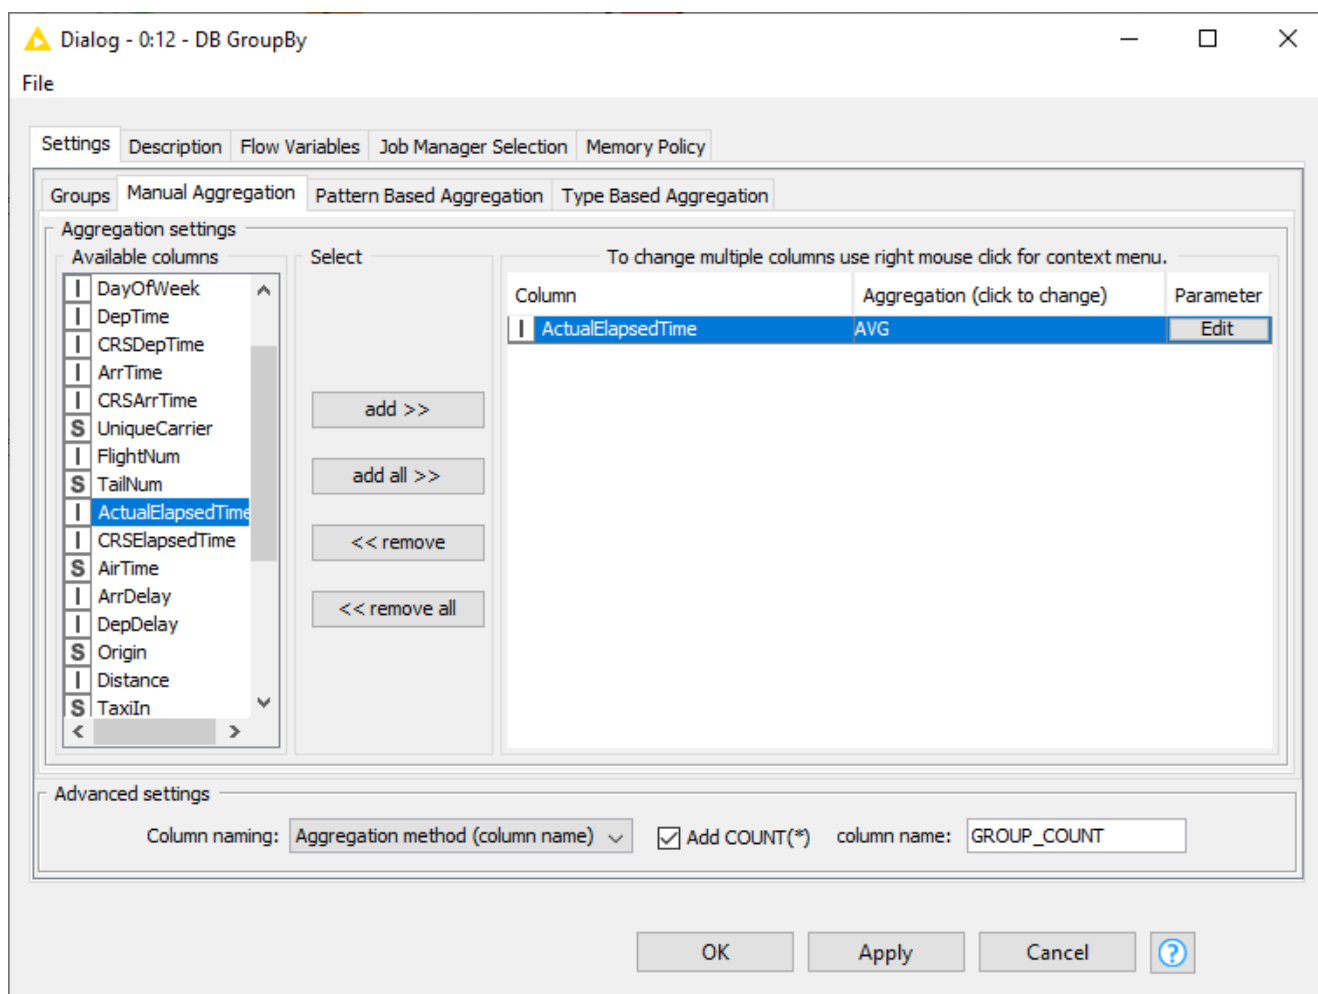 Dialog - 0:12 - DB GroupBy
File
Settings Description Flow Variables Job Manager Selection Memory Policy
Groups Manual Aggregation Pattern Based Aggregation Type Based Aggregation
Aggregation settings
Available columns
I DayOfWeek
I DepTime
I CRSDepTime
I ArrTime
I CRSArrTime
S UniqueCarrier
I FlightNum
S TailNum
I ActualElapsedTime
I CRSElapsedTime
S AirTime
I ArrDelay
I DepDelay
S Origin
I Distance
S TaxiIn
Select
add >>
add all >>
<< remove
<< remove all
To change multiple columns use right mouse click for context menu.
Column Aggregation (click to change) Parameter
I ActualElapsedTime AVG Edit
Advanced settings
Column naming: Aggregation method (column name) Add COUNT(*) column name: GROUP_COUNT
OK Apply Cancel ?